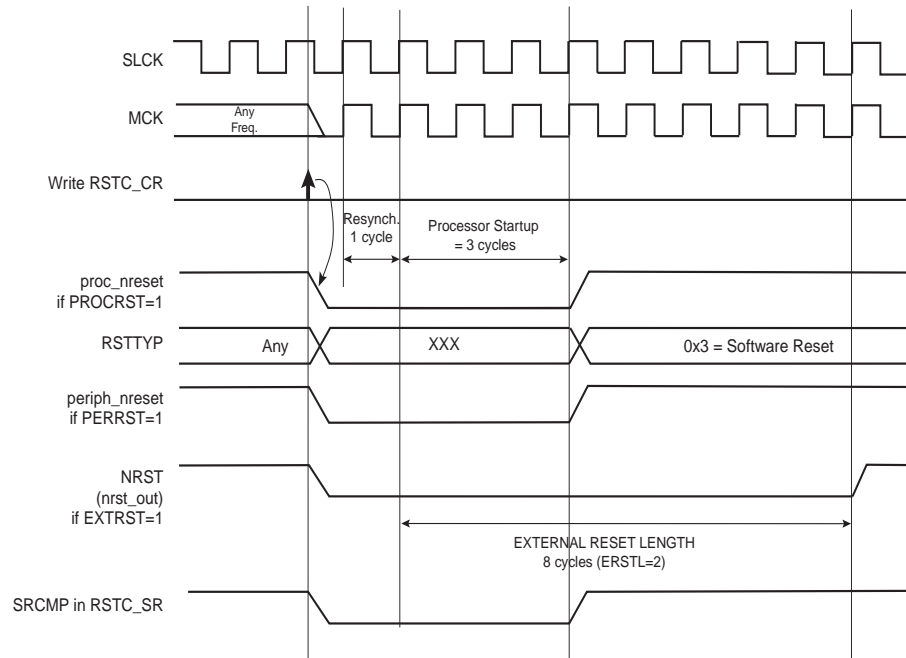 SLCK
MCK
Any
Freq.
Write RSTC_CR
Resynch.
1 cycle
Processor Startup
= 3 cycles
proc_nreset
if PROCRST=1
RSTTYP
Any
XXX
0x3 = Software Reset
periph_nreset
if PERRST=1
NRST
(nrst_out)
if EXTRST=1
EXTERNAL RESET LENGTH
8 cycles (ERSTL=2)
SRCMP in RSTC_SR